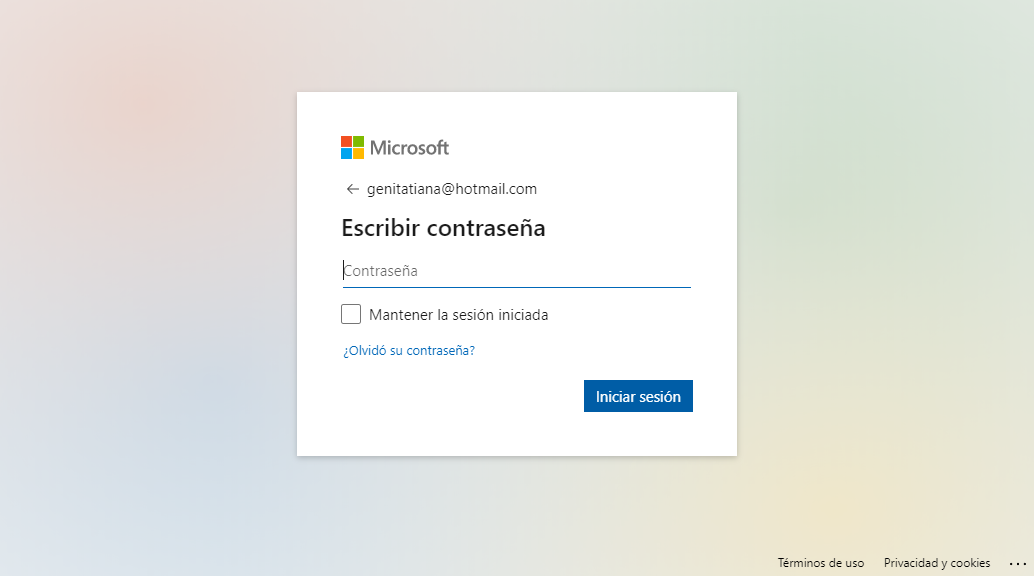 Microsoft
genitatiana@hotmail.com
Escribir contraseña
Contraseña
Mantener la sesión iniciada
¿Olvidó su contraseña?
Iniciar sesión
Términos de uso Privacidad y cookies ...